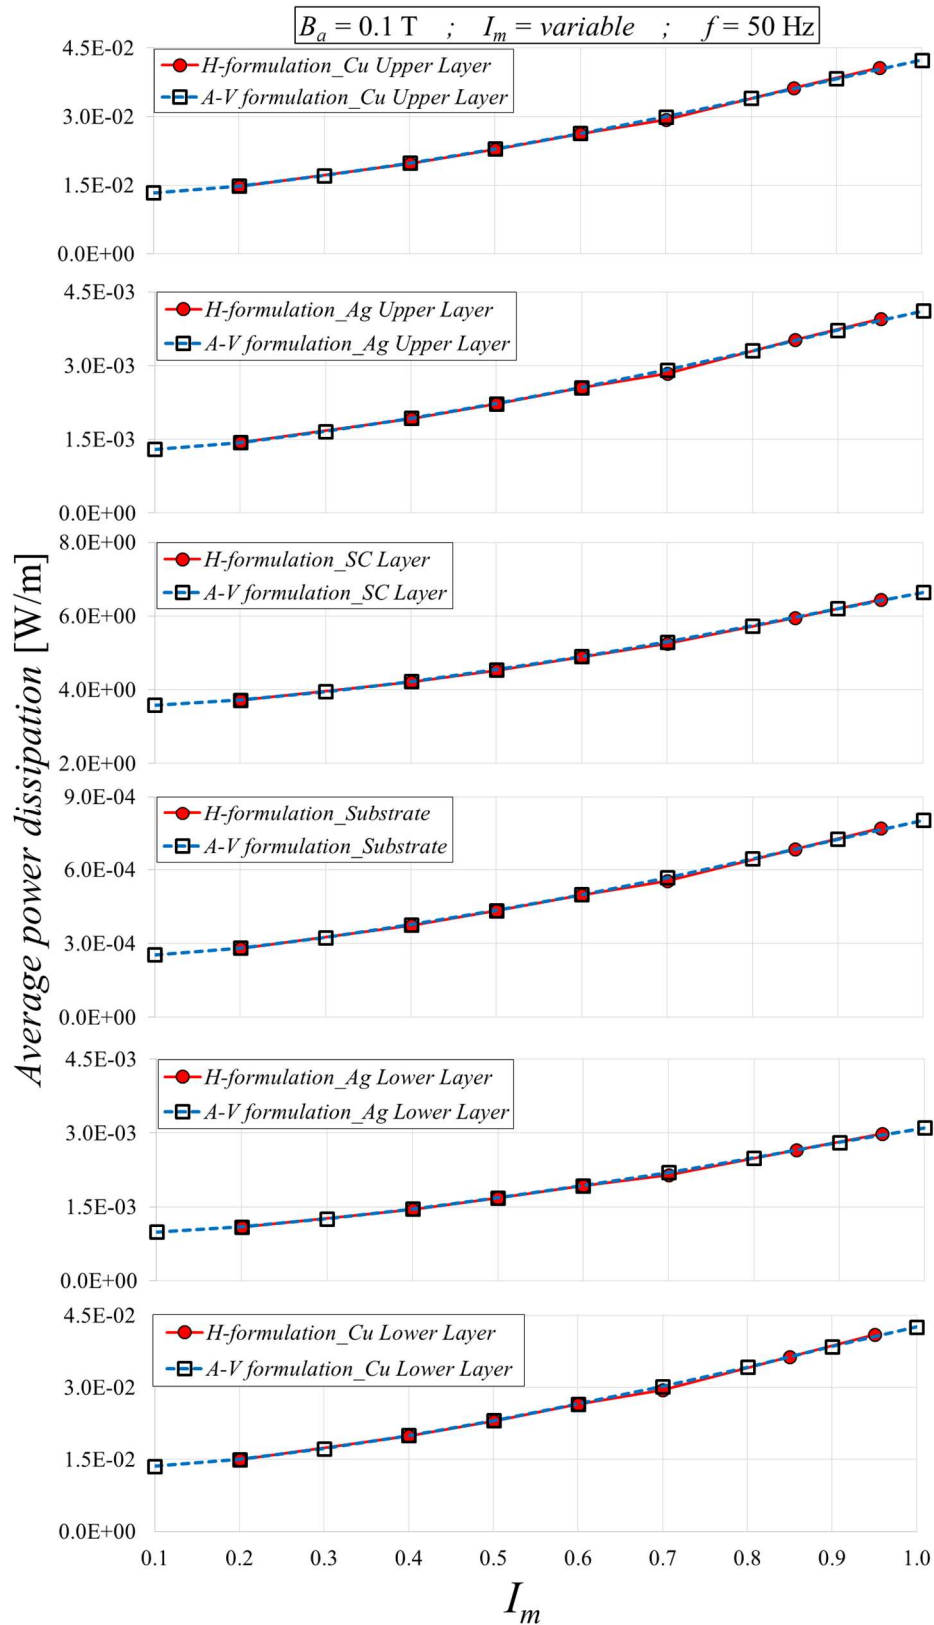 B_a = 0.1 T ; I_m = variable ; f = 50 Hz
4.5E-02
3.0E-02
1.5E-02
0.0E+00
H-formulation_Cu Upper Layer
A-V formulation_Cu Upper Layer
4.5E-03
3.0E-03
1.5E-03
0.0E+00
H-formulation_Ag Upper Layer
A-V formulation_Ag Upper Layer
8.0E+00
6.0E+00
4.0E+00
2.0E+00
H-formulation_SC Layer
A-V formulation_SC Layer
Average power dissipation [W/m]
9.0E-04
6.0E-04
3.0E-04
0.0E+00
H-formulation_Substrate
A-V formulation_Substrate
4.5E-03
3.0E-03
1.5E-03
0.0E+00
H-formulation_Ag Lower Layer
A-V formulation_Ag Lower Layer
4.5E-02
3.0E-02
1.5E-02
0.0E+00
H-formulation_Cu Lower Layer
A-V formulation_Cu Lower Layer
0.1 0.2 0.3 0.4 0.5 0.6 0.7 0.8 0.9 1.0
I_m